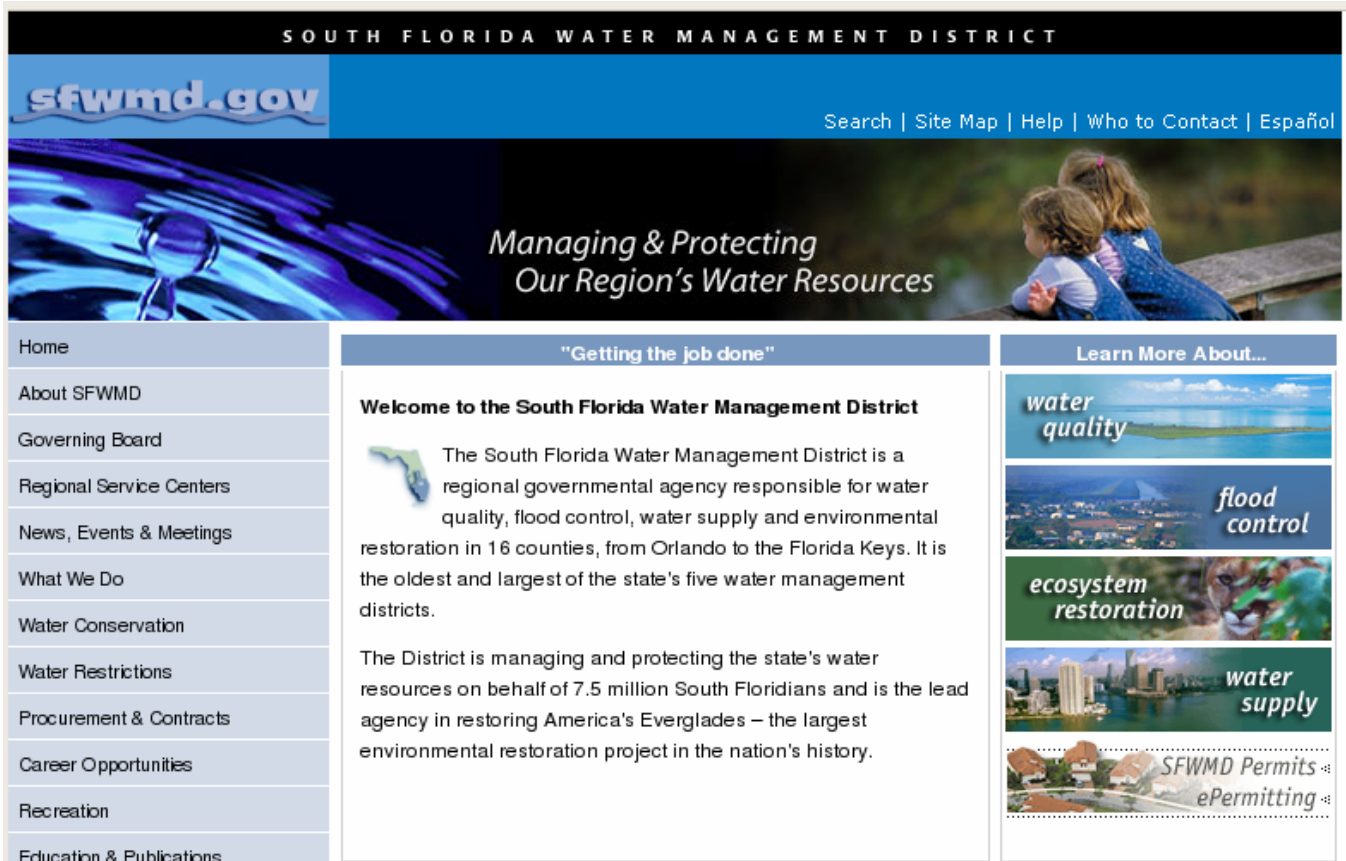 SOUTH FLORIDA WATER MANAGEMENT DISTRICT
sfwmd.gov
Search | Site Map | Help | Who to Contact | Español
Managing & Protecting
Our Region's Water Resources
Home
About SFWMD
Governing Board
Regional Service Centers
News, Events & Meetings
What We Do
Water Conservation
Water Restrictions
Procurement & Contracts
Career Opportunities
Recreation
Education & Publications
"Getting the job done"
Welcome to the South Florida Water Management District
The South Florida Water Management District is a
regional governmental agency responsible for water
quality, flood control, water supply and environmental
restoration in 16 counties, from Orlando to the Florida Keys. It is
the oldest and largest of the state's five water management
districts.
The District is managing and protecting the state's water
resources on behalf of 7.5 million South Floridians and is the lead
agency in restoring America's Everglades – the largest
environmental restoration project in the nation's history.
Learn More About...
water
quality
flood
control
ecosystem
restoration
water
supply
SFWMD Permits
ePermitting